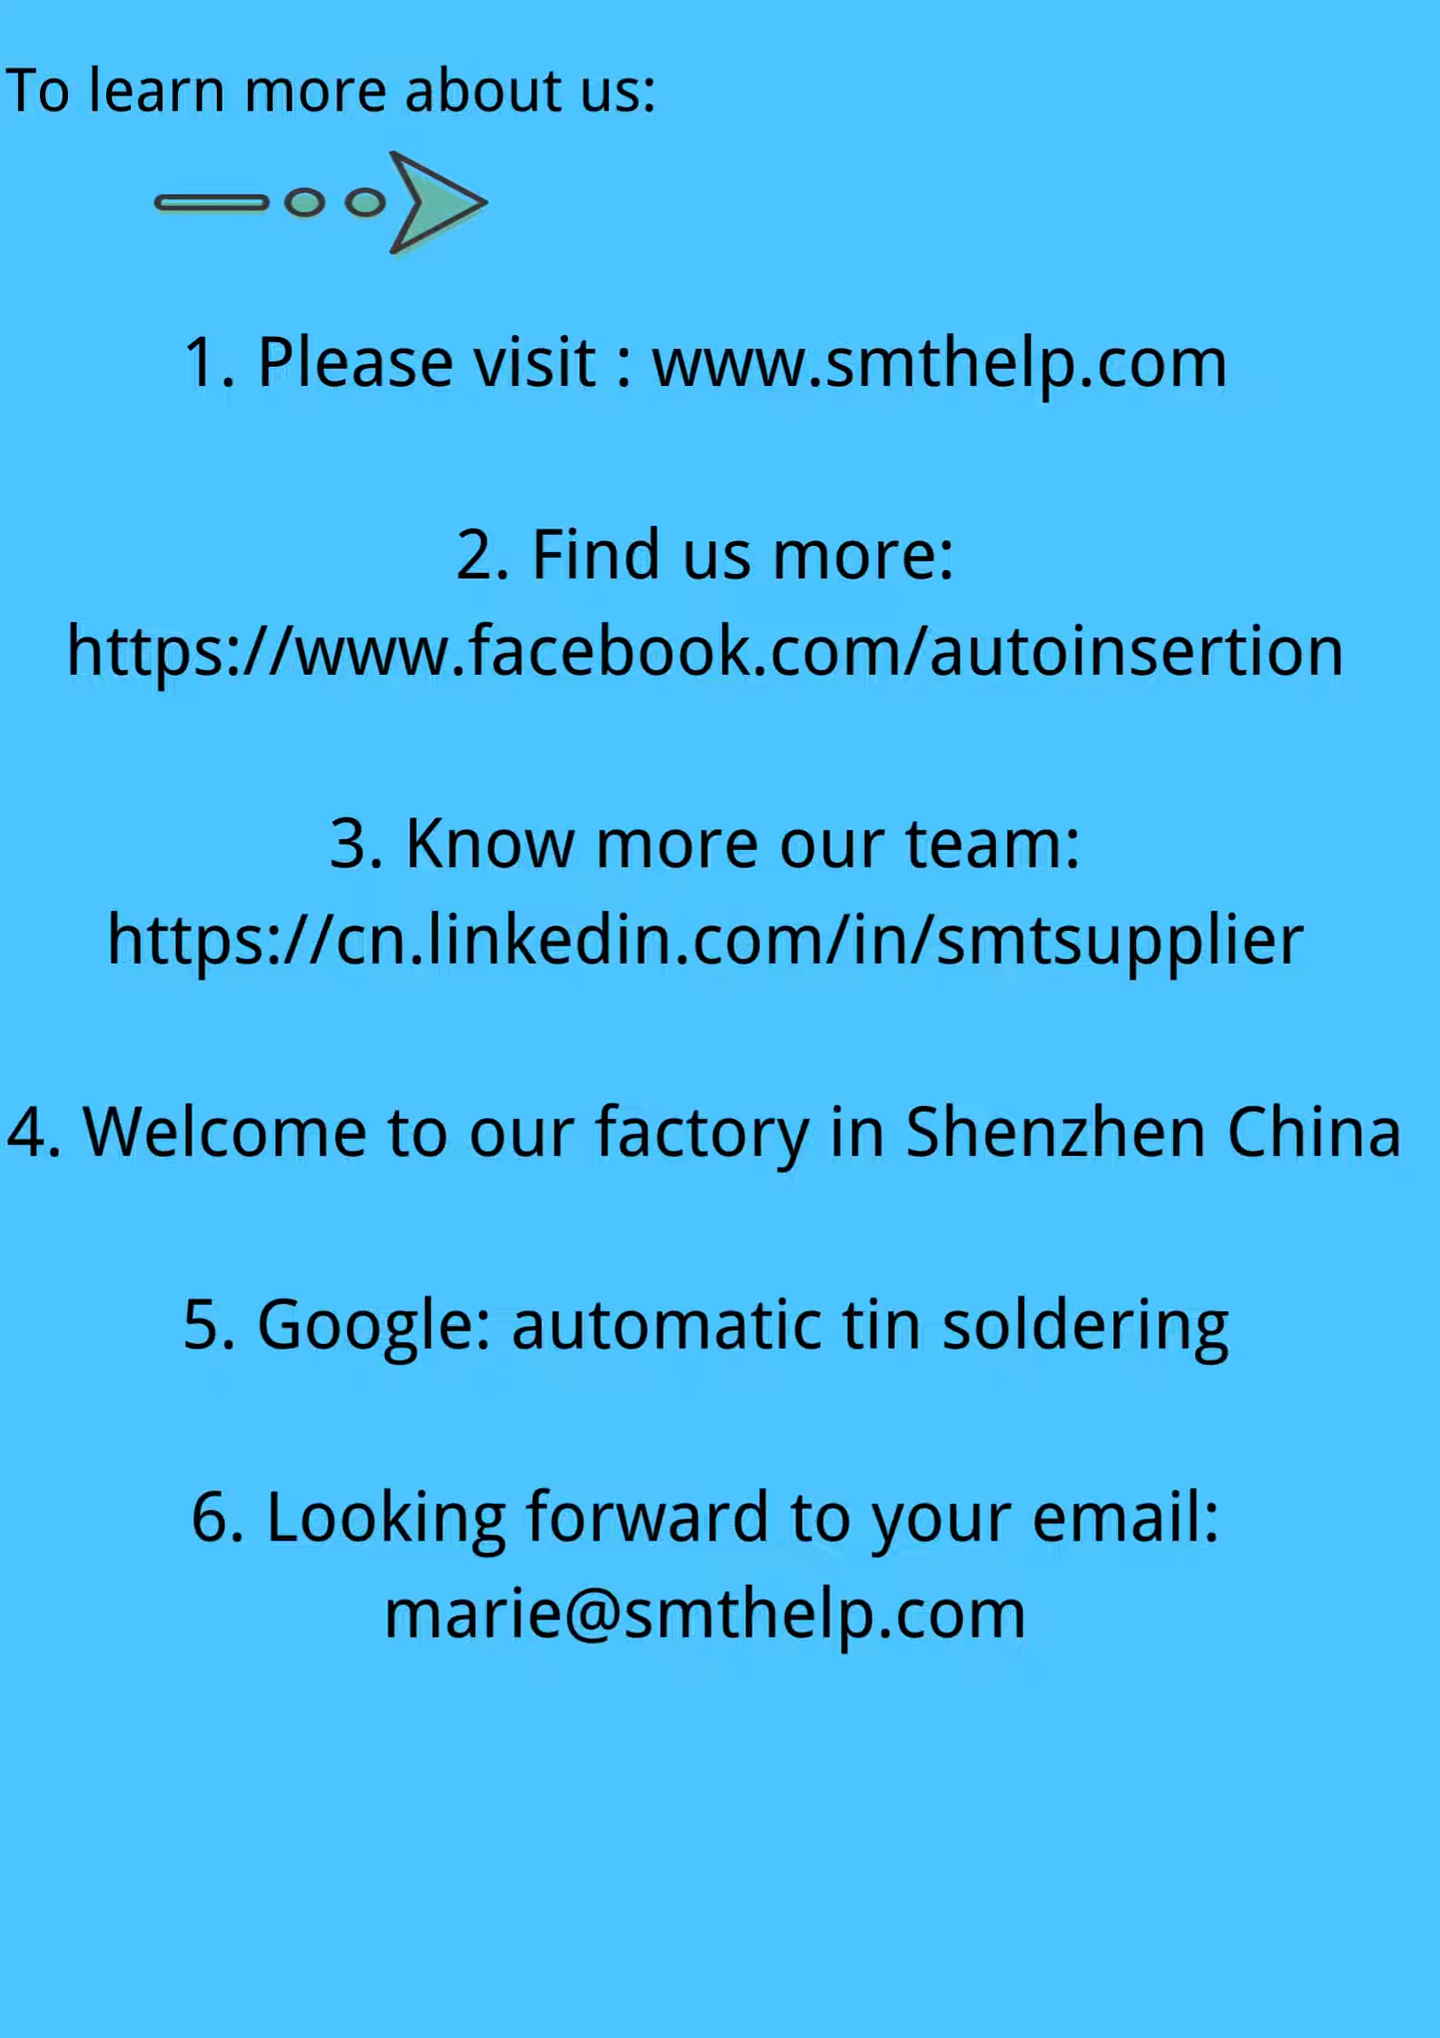 To learn more about us:
1. Please visit : www.smthelp.com
2. Find us more:
https://www.facebook.com/autoinsertion
3. Know more our team:
https://cn.linkedin.com/in/smtsupplier
4. Welcome to our factory in Shenzhen China
5. Google: automatic tin soldering
6. Looking forward to your email:
marie@smthelp.com